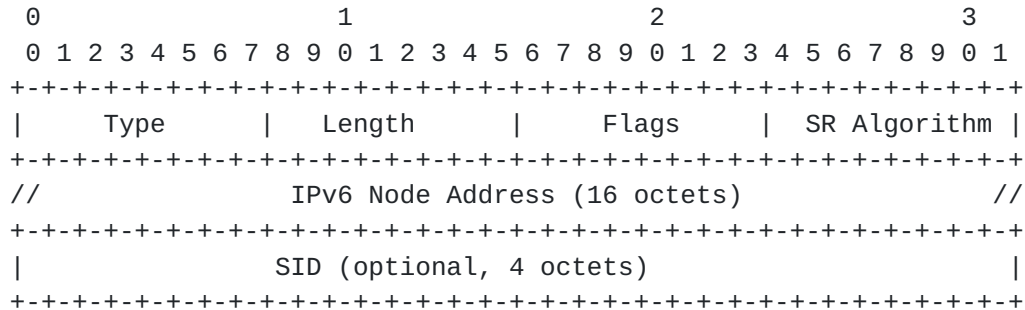 0                   1                   2                   3
 0 1 2 3 4 5 6 7 8 9 0 1 2 3 4 5 6 7 8 9 0 1 2 3 4 5 6 7 8 9 0 1
+-+-+-+-+-+-+-+-+-+-+-+-+-+-+-+-+-+-+-+-+-+-+-+-+-+-+-+-+-+-+-+-+
|     Type      |   Length      |     Flags     |  SR Algorithm |
+-+-+-+-+-+-+-+-+-+-+-+-+-+-+-+-+-+-+-+-+-+-+-+-+-+-+-+-+-+-+-+-+
//                IPv6 Node Address (16 octets)                //
+-+-+-+-+-+-+-+-+-+-+-+-+-+-+-+-+-+-+-+-+-+-+-+-+-+-+-+-+-+-+-+-+
|                SID (optional, 4 octets)                       |
+-+-+-+-+-+-+-+-+-+-+-+-+-+-+-+-+-+-+-+-+-+-+-+-+-+-+-+-+-+-+-+-+